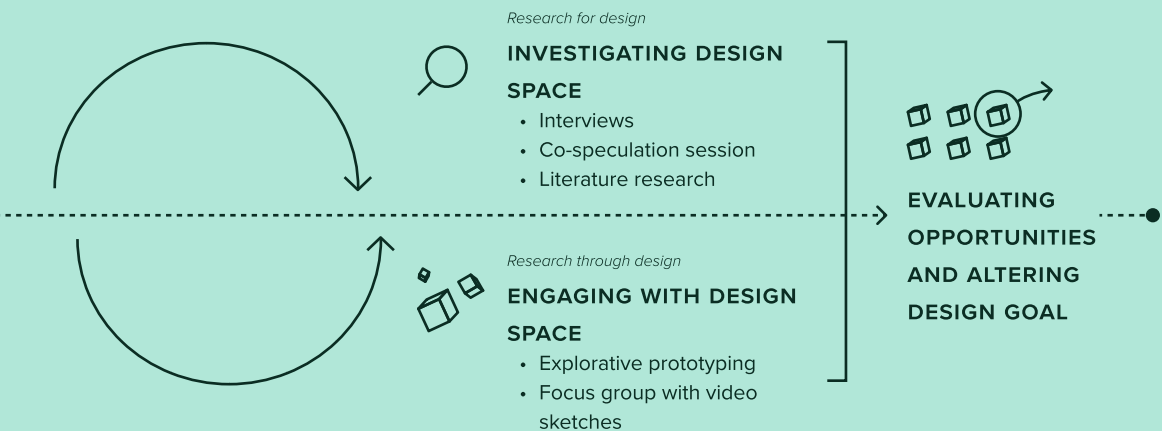 Research for design
INVESTIGATING DESIGN
SPACE
• Interviews
• Co-speculation session
• Literature research
Research through design
ENGAGING WITH DESIGN
SPACE
• Explorative prototyping
• Focus group with video
sketches
EVALUATING
OPPORTUNITIES
AND ALTERING
DESIGN GOAL